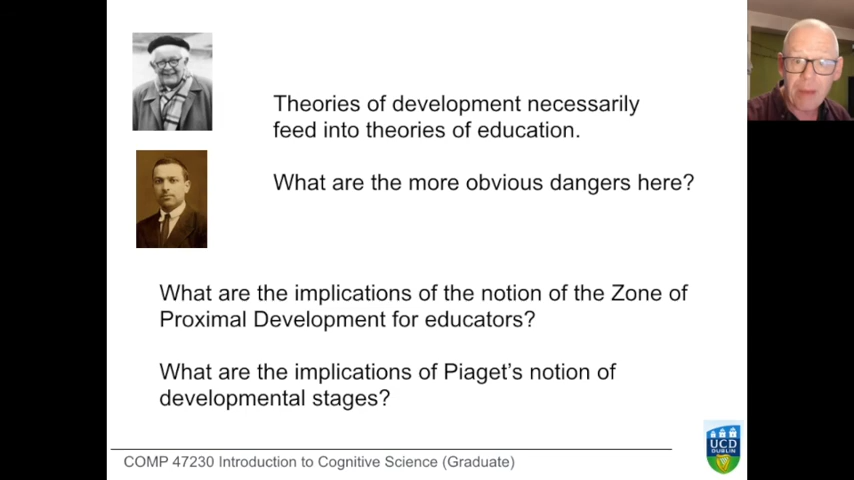 Theories of development necessarily
feed into theories of education.
What are the more obvious dangers here?
What are the implications of the notion of the Zone of
Proximal Development for educators?
What are the implications of Piaget's notion of
developmental stages?
COMP 47230 Introduction to Cognitive Science (Graduate)
UCD
DUBLIN